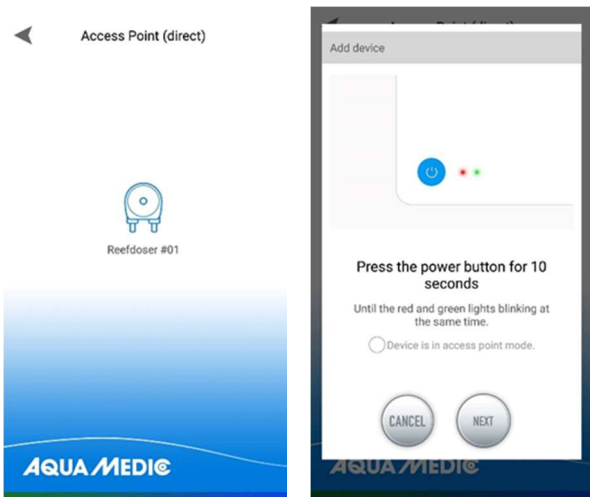 Access Point (direct)
Reefdoser #01
AQUA MEDIC
Add device
Press the power button for 10
seconds
Until the red and green lights blinking at
the same time.
Device is in access point mode.
CANCEL
NEXT
AQUA MEDIC